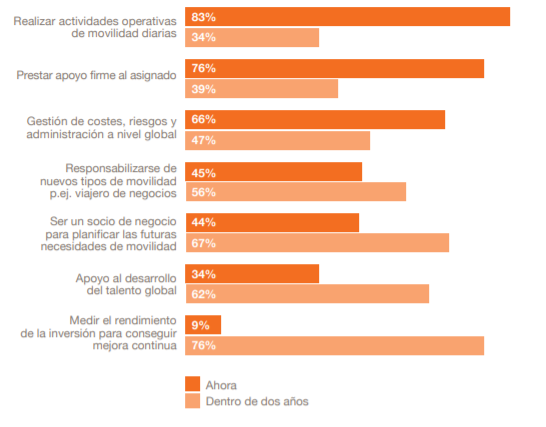 Realizar actividades operativas
de movilidad diarias
83%
34%
Prestar apoyo firme al asignado
76%
39%
Gestión de costes, riesgos y
administración a nivel global
66%
47%
Responsabilizarse de
nuevos tipos de movilidad
p.ej. viajero de negocios
45%
56%
Ser un socio de negocio
para planificar las futuras
necesidades de movilidad
44%
67%
Apoyo al desarrollo
del talento global
34%
62%
Medir el rendimiento
de la inversión para conseguir
mejora continua
9%
76%
Ahora
Dentro de dos años